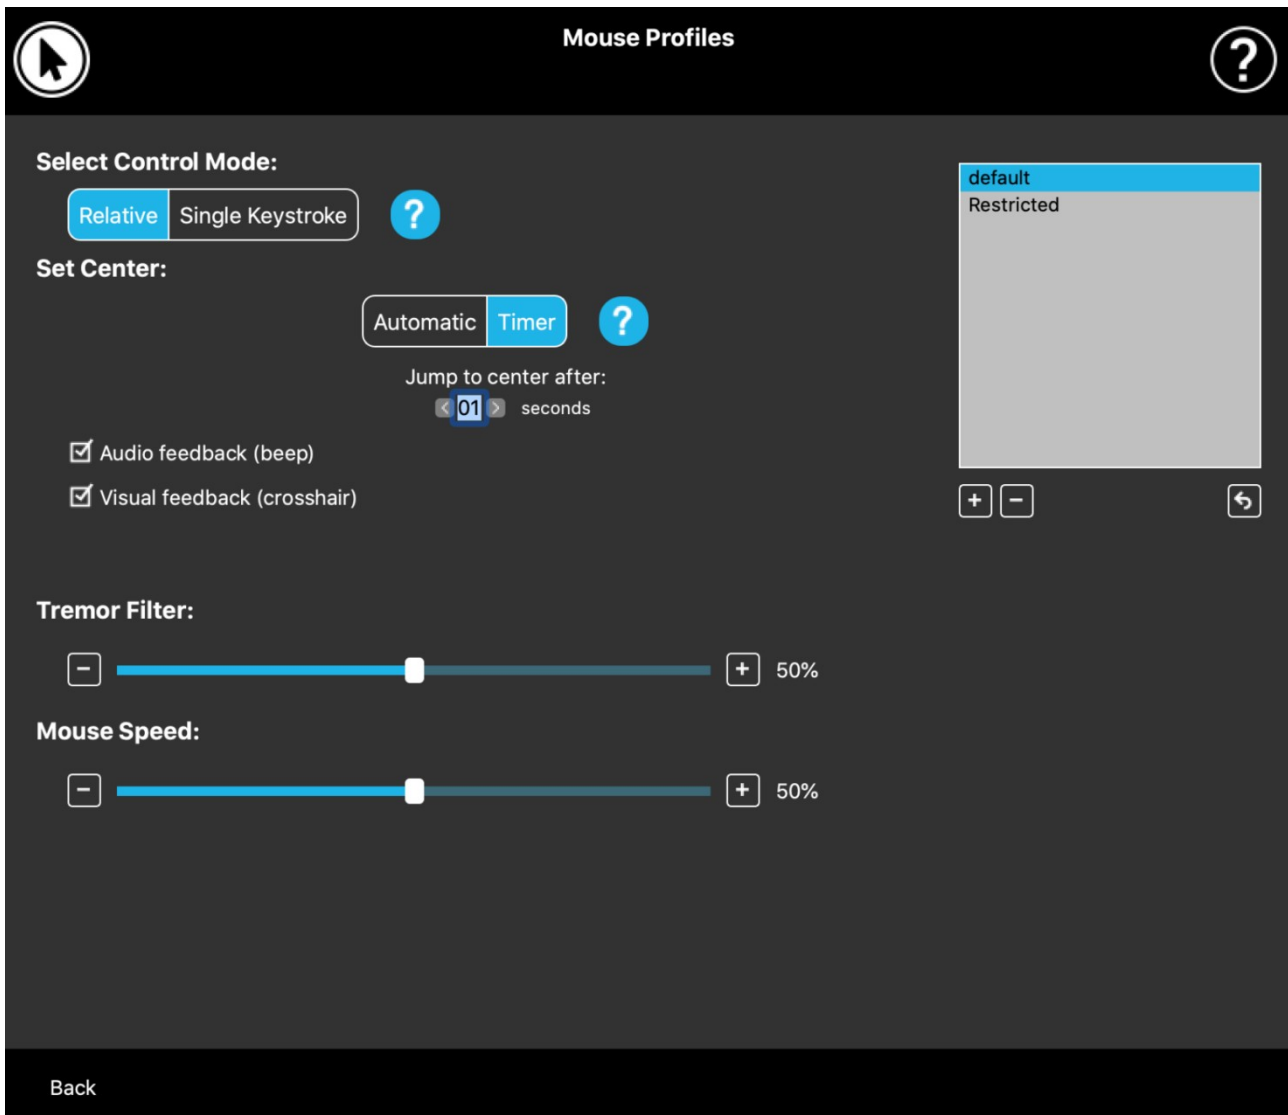 Mouse Profiles
?
Select Control Mode:
Relative Single Keystroke ?
Set Center:
Automatic Timer ?
Jump to center after:
< 01 > seconds
Audio feedback (beep)
Visual feedback (crosshair)
default
Restricted
+ −
Tremor Filter:
− + 50%
Mouse Speed:
− + 50%
Back